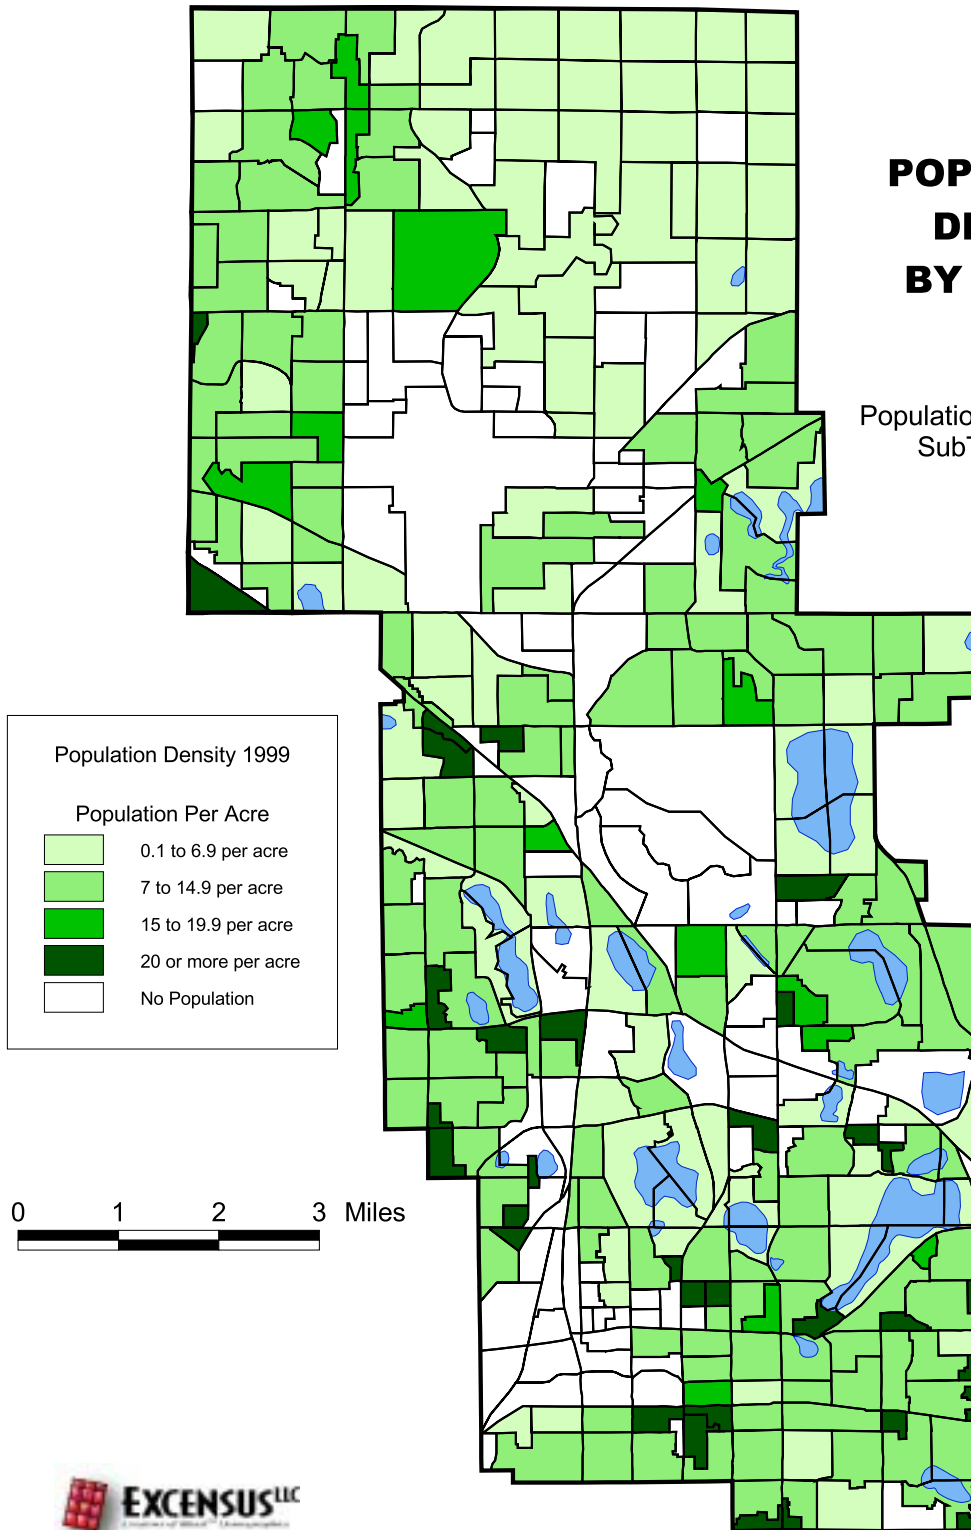 POP
DE
BY
Populatio
SubT
Population Density 1999
Population Per Acre
0.1 to 6.9 per acre
7 to 14.9 per acre
15 to 19.9 per acre
20 or more per acre
No Population
0 1 2 3 Miles
EXCENSUS LLC